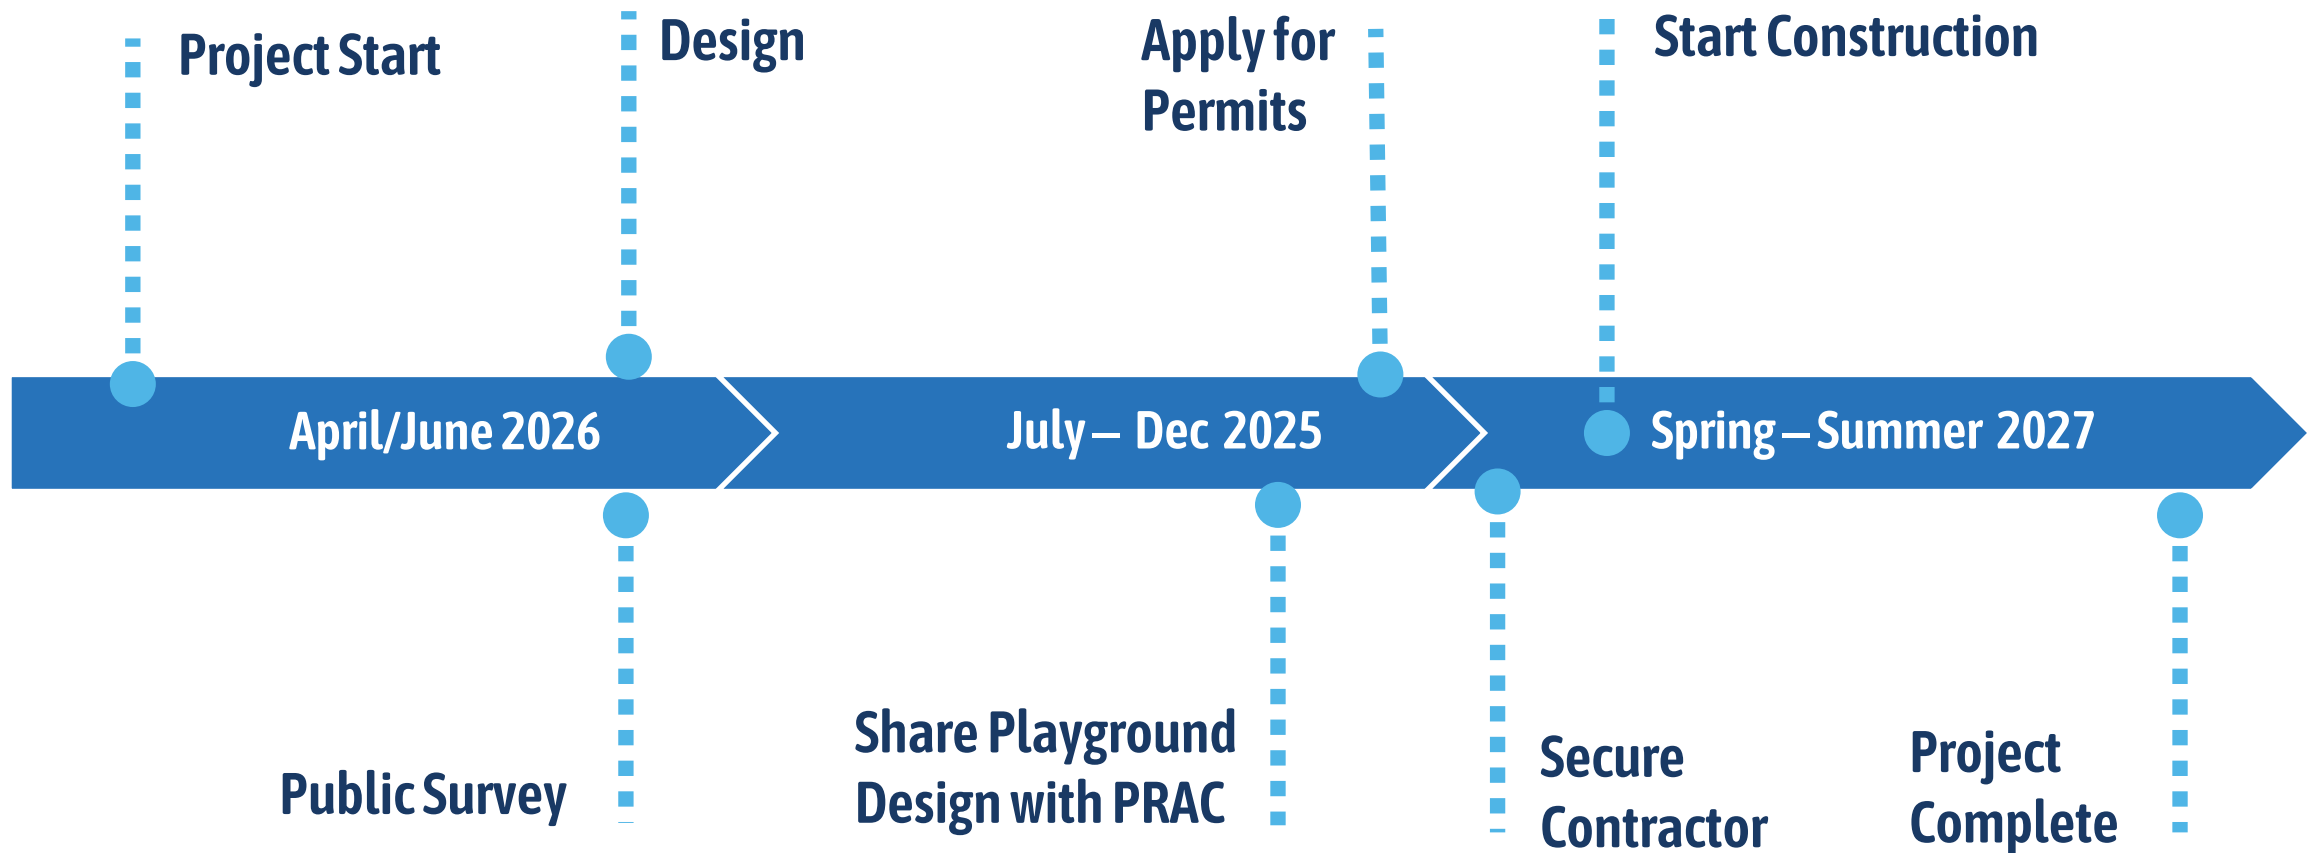 Project Start
Design
Apply for
Permits
Start Construction
April/June 2026
July — Dec 2025
Spring — Summer 2027
Public Survey
Share Playground
Design with PRAC
Secure
Contractor
Project
Complete